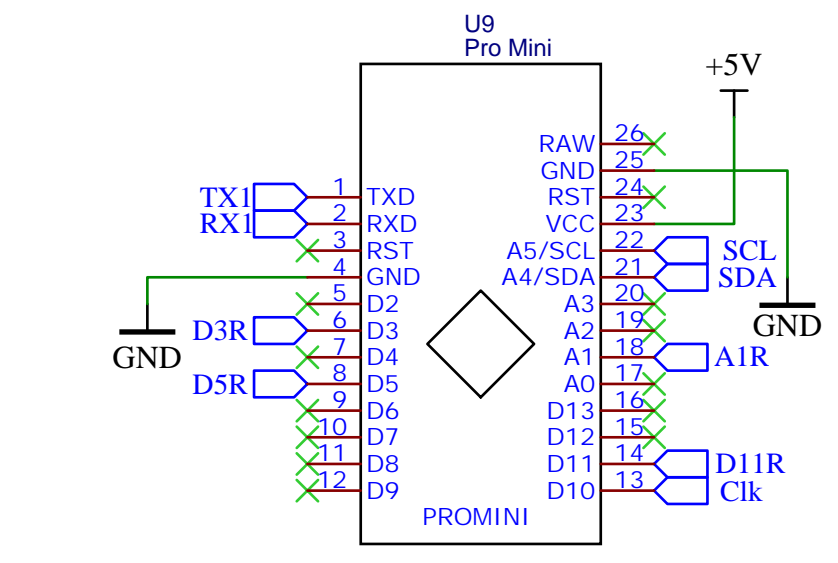 U9
Pro Mini
+5V
RAW 26
GND 25
TX1 1 TXD RST 24
RX1 2 RXD VCC 23
3 RST A5/SCL 22 SCL
4 GND A4/SDA 21 SDA
5 D2 A3 20
D3R 6 D3 A2 19
GND GND
7 D4 A1 18 A1R
D5R 8 D5 A0 17
9 D6 D13 16
10 D7 D12 15
11 D8 D11 14 D11R
12 D9 D10 13 Clk
PROMINI